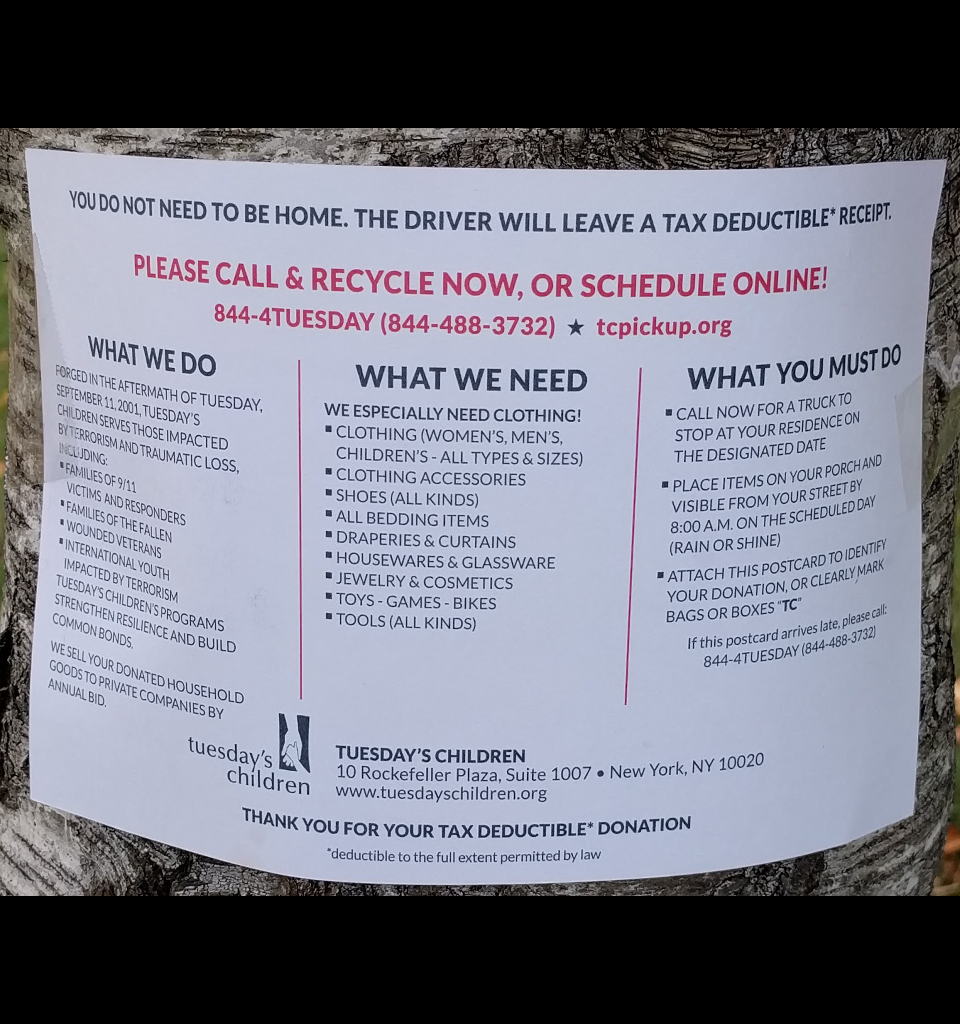 YOU DO NOT NEED TO BE HOME. THE DRIVER WILL LEAVE A TAX DEDUCTIBLE* RECEIPT.
PLEASE CALL & RECYCLE NOW, OR SCHEDULE ONLINE!
844-4TUESDAY (844-488-3732) ★ tcpickup.org
WHAT WE DO
FORGED IN THE AFTERMATH OF TUESDAY,
SEPTEMBER 11, 2001, TUESDAY'S
CHILDREN SERVES THOSE IMPACTED
BY TERRORISM AND TRAUMATIC LOSS,
INCLUDING:
▪ FAMILIES OF 9/11
VICTIMS AND RESPONDERS
▪ FAMILIES OF THE FALLEN
▪ WOUNDED VETERANS
▪ INTERNATIONAL YOUTH
IMPACTED BY TERRORISM
TUESDAY'S CHILDREN'S PROGRAMS
STRENGTHEN RESILIENCE AND BUILD
COMMON BONDS.
WE SELL YOUR DONATED HOUSEHOLD
GOODS TO PRIVATE COMPANIES BY
ANNUAL BID.
WHAT WE NEED
WE ESPECIALLY NEED CLOTHING!
▪ CLOTHING (WOMEN'S, MEN'S,
CHILDREN'S - ALL TYPES & SIZES)
▪ CLOTHING ACCESSORIES
▪ SHOES (ALL KINDS)
▪ ALL BEDDING ITEMS
▪ DRAPERIES & CURTAINS
▪ HOUSEWARES & GLASSWARE
▪ JEWELRY & COSMETICS
▪ TOYS - GAMES - BIKES
▪ TOOLS (ALL KINDS)
WHAT YOU MUST DO
▪ CALL NOW FOR A TRUCK TO
STOP AT YOUR RESIDENCE ON
THE DESIGNATED DATE
▪ PLACE ITEMS ON YOUR PORCH AND
VISIBLE FROM YOUR STREET BY
8:00 A.M. ON THE SCHEDULED DAY
(RAIN OR SHINE)
▪ ATTACH THIS POSTCARD TO IDENTIFY
YOUR DONATION, OR CLEARLY MARK
BAGS OR BOXES "TC"
If this postcard arrives late, please call:
844-4TUESDAY (844-488-3732)
tuesday's
children
TUESDAY'S CHILDREN
10 Rockefeller Plaza, Suite 1007 • New York, NY 10020
www.tuesdayschildren.org
THANK YOU FOR YOUR TAX DEDUCTIBLE* DONATION
*deductible to the full extent permitted by law